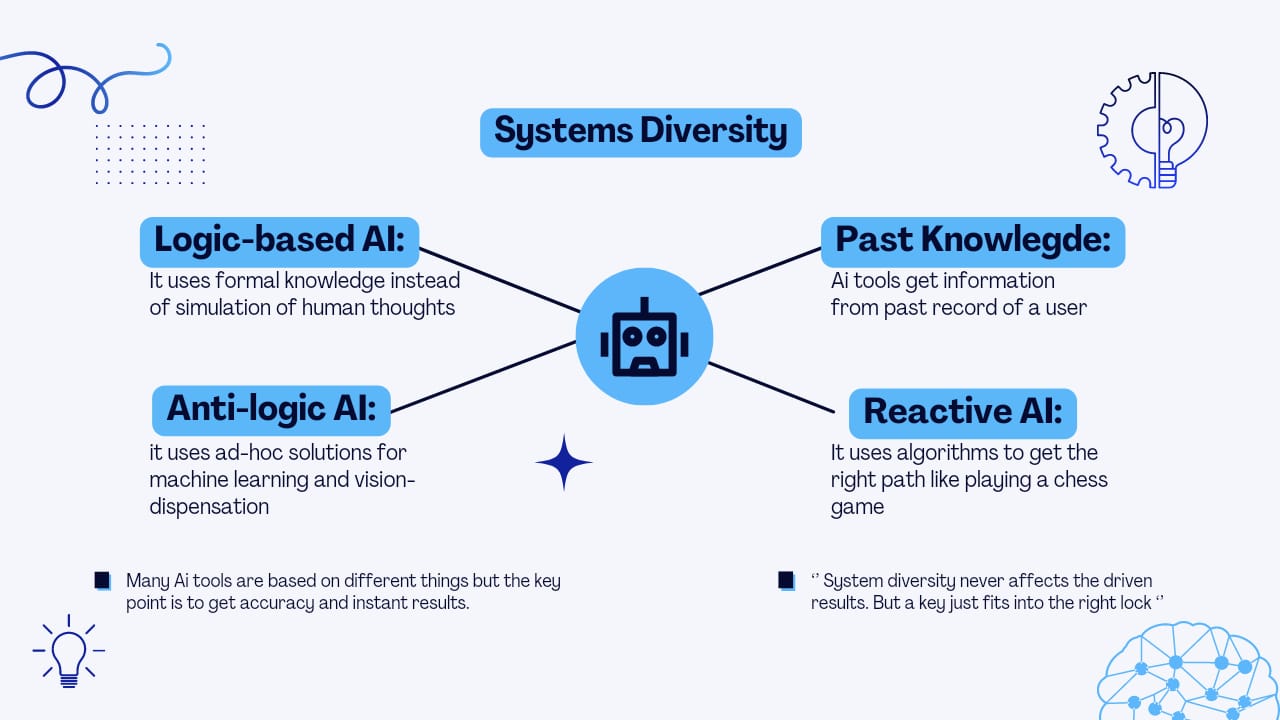 Systems Diversity
Logic-based AI:
It uses formal knowledge instead
of simulation of human thoughts
Past Knowlegde:
Ai tools get information
from past record of a user
Anti-logic AI:
it uses ad-hoc solutions for
machine learning and vision-
dispensation
Reactive AI:
It uses algorithms to get the
right path like playing a chess
game
Many Ai tools are based on different things but the key
point is to get accuracy and instant results.
‘’ System diversity never affects the driven
results. But a key just fits into the right lock ‘’